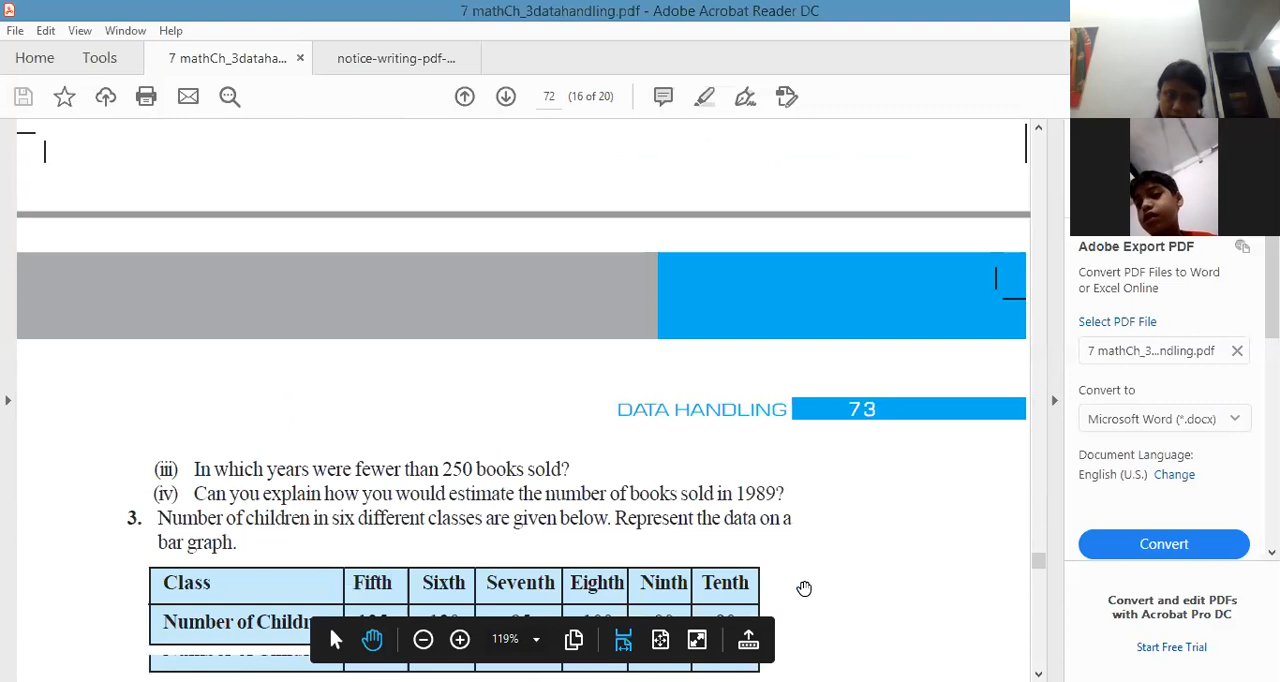 7 mathCh_3datahandling.pdf - Adobe Acrobat Reader DC
File Edit View Window Help
Home Tools 7 mathCh_3dataha... × notice-writing-pdf-...
72 (16 of 20)
DATA HANDLING 73
(iii) In which years were fewer than 250 books sold?
(iv) Can you explain how you would estimate the number of books sold in 1989?
3. Number of children in six different classes are given below. Represent the data on a
bar graph.
Class Fifth Sixth Seventh Eighth Ninth Tenth
Number of Childr
119%
Adobe Export PDF
Convert PDF Files to Word
or Excel Online
Select PDF File
7 mathCh_3...ndling.pdf
Convert to
Microsoft Word (*.docx)
Document Language:
English (U.S.) Change
Convert
Convert and edit PDFs
with Acrobat Pro DC
Start Free Trial